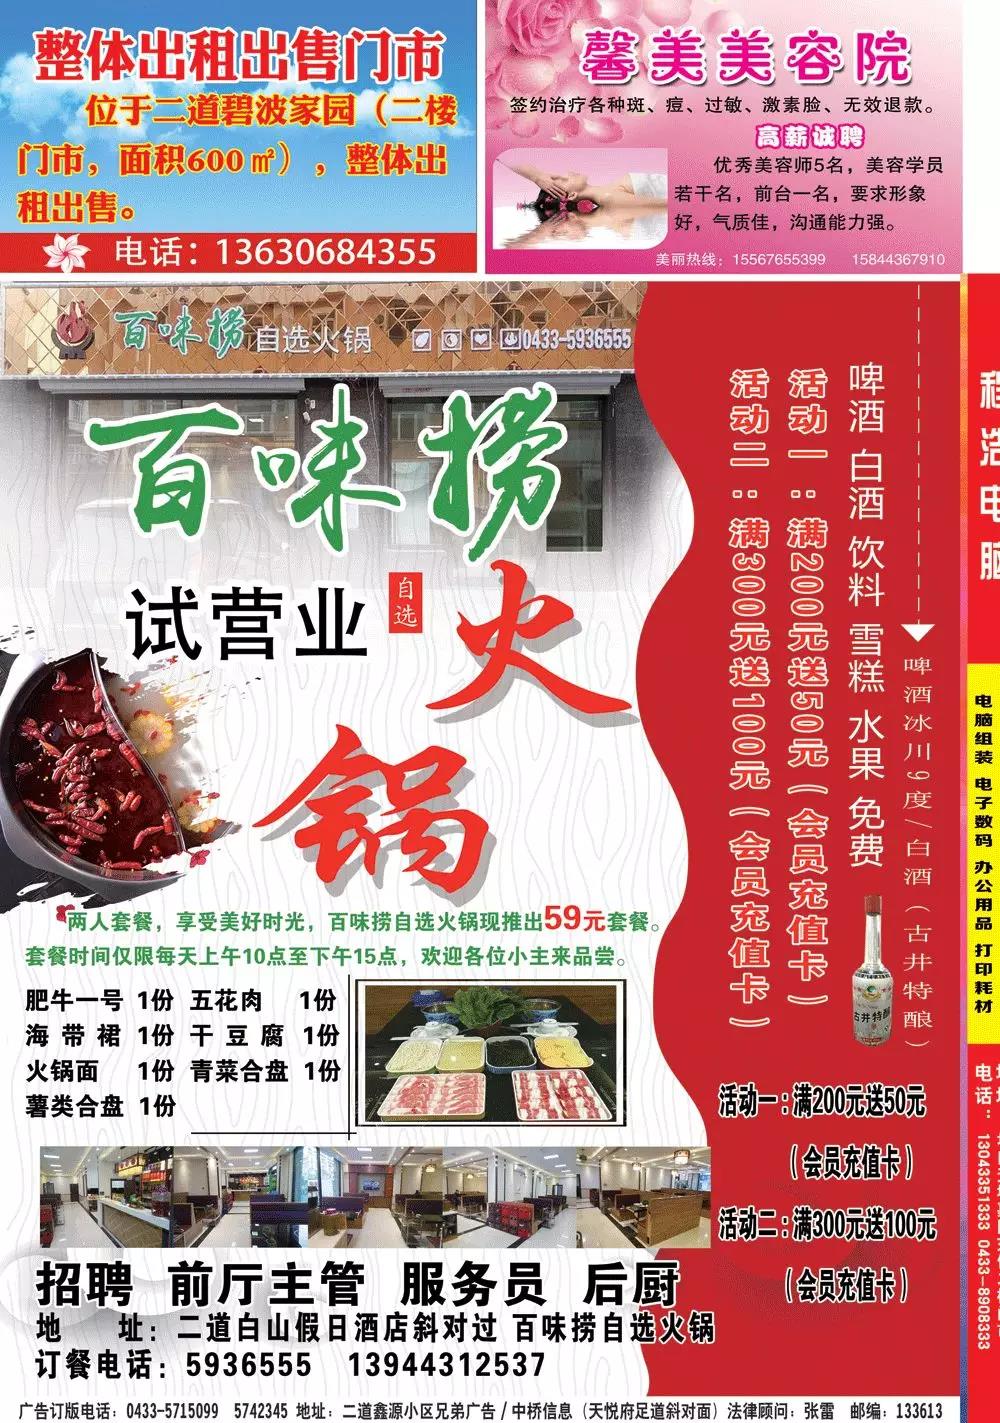 整体出租出售门市
位于二道碧波家园（二楼
门市，面积600㎡），整体出
租出售。
电话：13630684355
馨美美容院
签约治疗各种斑、痘、过敏、激素脸、无效退款。
高薪诚聘
优秀美容师5名，美容学员
若干名，前台一名，要求形象
好，气质佳，沟通能力强。
美丽热线：15567655399 15844367910
百味捞自选火锅 0433-5936555
百味捞
试营业
自选
火
锅
啤酒 白酒 饮料 雪糕 水果 免费
啤酒冰川9度/白酒（古井特酿）
活动一：满200元送50元（会员充值卡）
活动二：满300元送100元（会员充值卡）
古井特酿
两人套餐，享受美好时光，百味捞自选火锅现推出59元套餐。
套餐时间仅限每天上午10点至下午15点，欢迎各位小主来品尝。
肥牛一号 1份 五花肉 1份
海带裙 1份 干豆腐 1份
火锅面 1份 青菜合盘 1份
薯类合盘 1份
活动一：满200元送50元
（会员充值卡）
活动二：满300元送100元
（会员充值卡）
招聘 前厅主管 服务员 后厨
地 址：二道白山假日酒店斜对过 百味捞自选火锅
订餐电话：5936555 13944312537
程浩电脑
电脑组装 电子数码 办公用品 打印耗材
电话：13043351333 0433-8908333
广告订版电话：0433-5715099 5742345 地址：二道鑫源小区兄弟广告／中桥信息（天悦府足道斜对面）法律顾问：张雷 邮编：133613